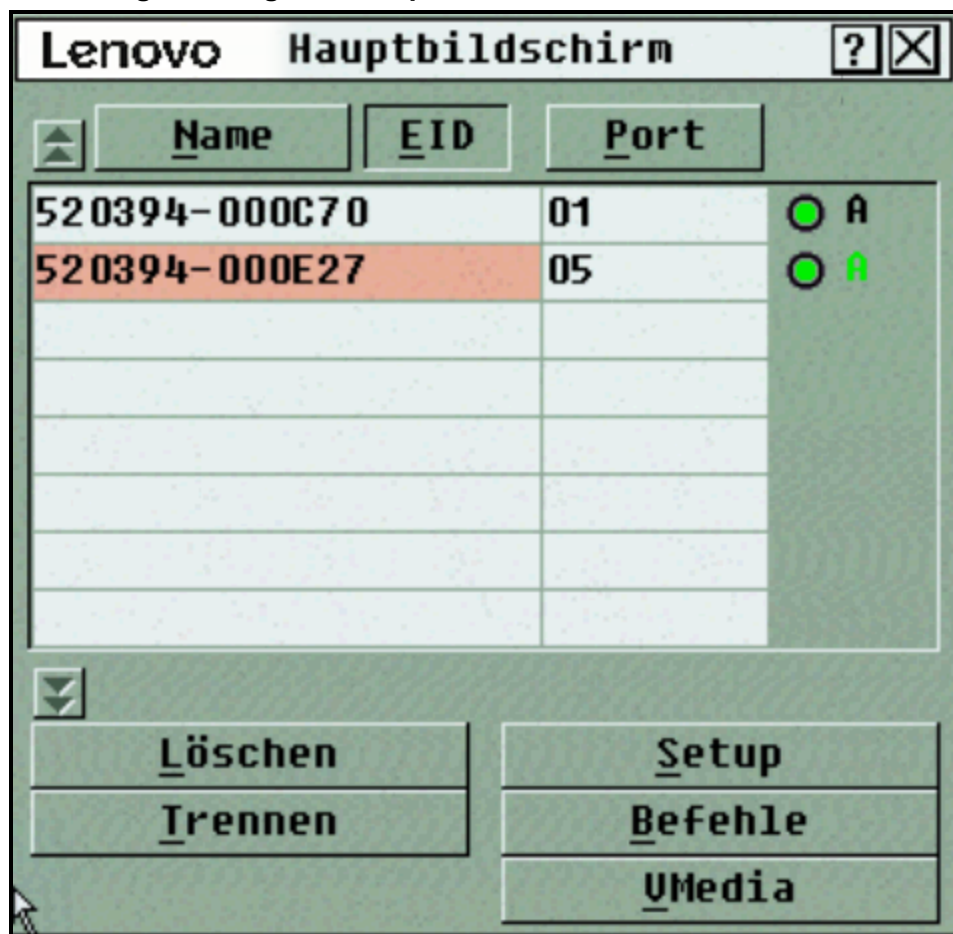 Lenovo Hauptbildschirm ? X
Name EID Port
520394-000C70 01 A
520394-000E27 05 A
Löschen Setup
Trennen Befehle
VMedia